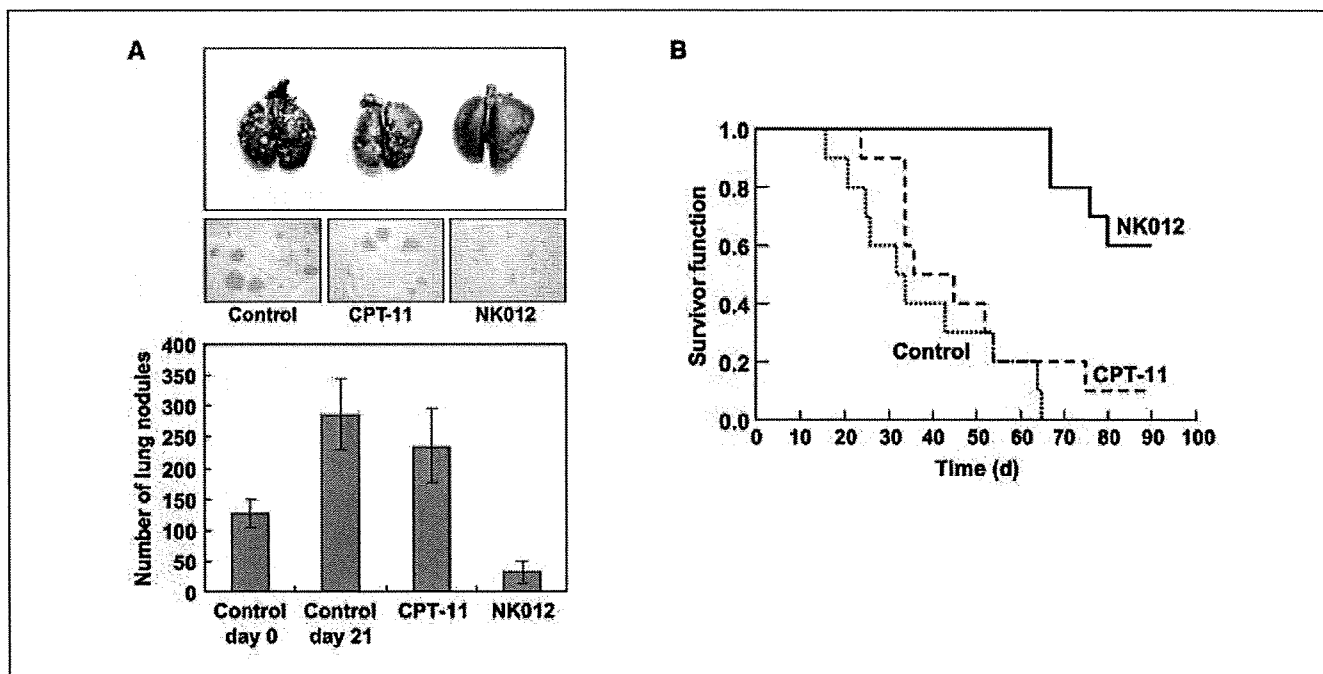 A
Control CPT-11 NK012
Number of lung nodules
400
350
300
250
200
150
100
50
0
Control day 0
Control day 21
CPT-11
NK012
B
Survivor function
1.0
0.8
0.6
0.4
0.2
0.0
NK012
Control
CPT-11
0 10 20 30 40 50 60 70 80 90 100
Time (d)